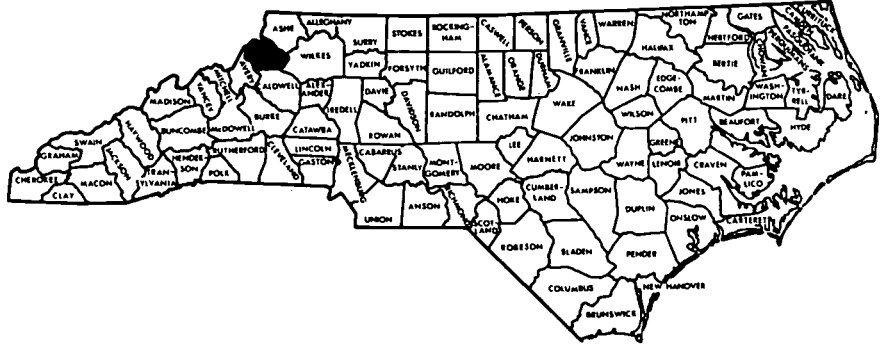 ASHE
ALLEGHANY
SURRY
STOKES
ROCKING-
HAM
CASWELL
PERSON
GRANVILLE
VANCE
WARREN
NORTHAMP
TON
HALIFAX
HERTFORD
GATES
BERTIE
WILKES
YADKIN
FORSYTH
GUILFORD
ALAMANCE
ORANGE
DURHAM
FRANKLIN
NASH
EDGE-
COMBE
MARTIN
CHOWAN
WASH-
INGTON
TYR-
RELL
DARE
AVERY
MITCHELL
YANCEY
MADISON
CALDWELL
ALEX-
ANDER
IREDELL
DAVIE
DAVIDSON
RANDOLPH
CHATHAM
WAKE
WILSON
PITT
BEAUFORT
HYDE
BURKE
McDOWELL
BUNCOMBE
HAYWOOD
SWAIN
GRAHAM
CHEROKEE
CLAY
MACON
JACKSON
TRAN-
SYLVANIA
HENDER-
SON
POLK
RUTHERFORD
CLEVELAND
CATAWBA
LINCOLN
GASTON
ROWAN
CABARRUS
MECKLENBURG
STANLY
MONT-
GOMERY
MOORE
LEE
HARNETT
JOHNSTON
WAYNE
GREEN
LENOIR
CRAVEN
PAM-
LICO
JONES
CARTERET
ONSLOW
UNION
ANSON
RICHMOND
SCOT-
LAND
HOKE
CUMBER-
LAND
SAMPSON
DUPLIN
ROBESON
BLADEN
PENDER
COLUMBUS
NEW HANOVER
BRUNSWICK